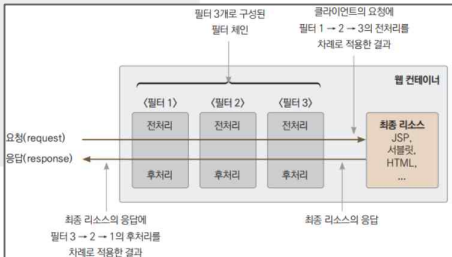 필터 3개로 구성된
필터 체인
클라이언트의 요청에
필터 1 → 2 → 3의 전처리를
차례로 적용한 결과
웹 컨테이너
〈필터 1〉
〈필터 2〉
〈필터 3〉
전처리
전처리
전처리
최종 리소스
JSP,
서블릿,
HTML,
...
요청(request)
응답(response)
후처리
후처리
후처리
최종 리소스의 응답에
필터 3 → 2 → 1의 후처리를
차례로 적용한 결과
최종 리소스의 응답